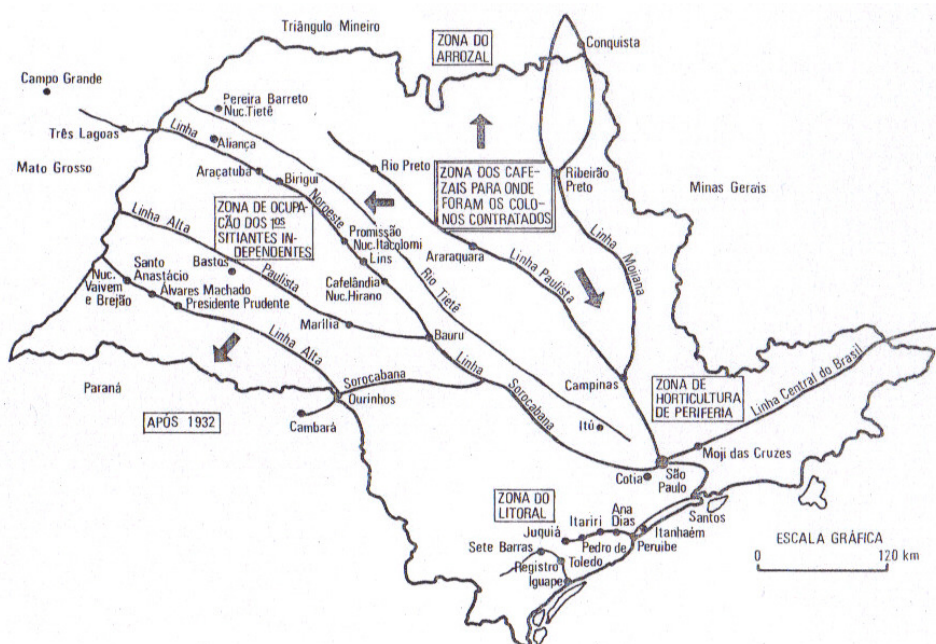 Triângulo Mineiro
ZONA DO
ARROZAL
Conquista
Campo Grande
Pereira Barreto
Nuc.Tietê
Três Lagoas
Linha
Aliança
Rio Preto
ZONA DOS CAFE-
ZAIS PARA ONDE
FORAM OS COLO-
NOS CONTRATADOS
Ribeirão
Preto
Mato Grosso
Araçatuba
Birigui
Minas Gerais
Noroeste
ZONA DE OCUPA-
ÇÃO DOS 1os
SITIANTES IN-
DEPENDENTES
Linha Alta
Paulista
Promissão
Nuc.Itacolomi
Lins
Araraquara
Linha Paulista
Linha Mojiana
Rio Tietê
Santo
Anastácio
Bastos
Nuc.
Vaivem
e Brejão
Álvares Machado
Presidente Prudente
Cafelândia
Nuc.Hirano
Marília
Bauru
Linha Alta
Sorocabana
Linha
Sorocabana
Campinas
ZONA DE
HORTICULTURA
DE PERIFERIA
Linha Central do Brasil
Paraná
Ourinhos
APÓS 1932
Cambará
Itú
Moji das Cruzes
Cotia
São
Paulo
ZONA DO
LITORAL
Ana
Dias
Santos
Itariri
Juquiá
Itanhaém
ESCALA GRÁFICA
Sete Barras
Pedro de
Toledo
Peruibe
0
120 km
Registro
Iguape